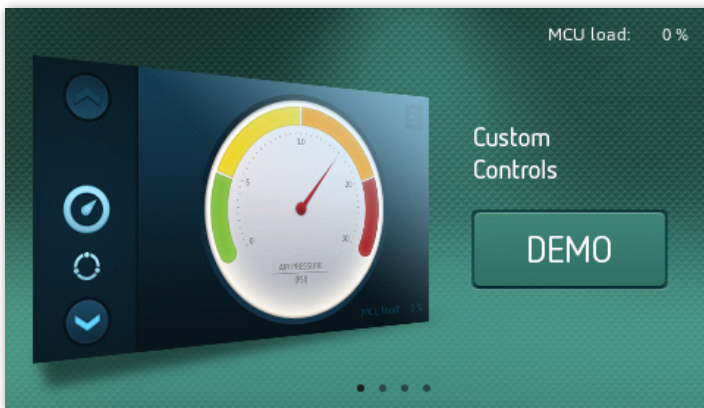 MCU load: 0 %
Custom
Controls
DEMO
10
5
20
0
30
AIR PRESSURE
[PSI]
MCU load: